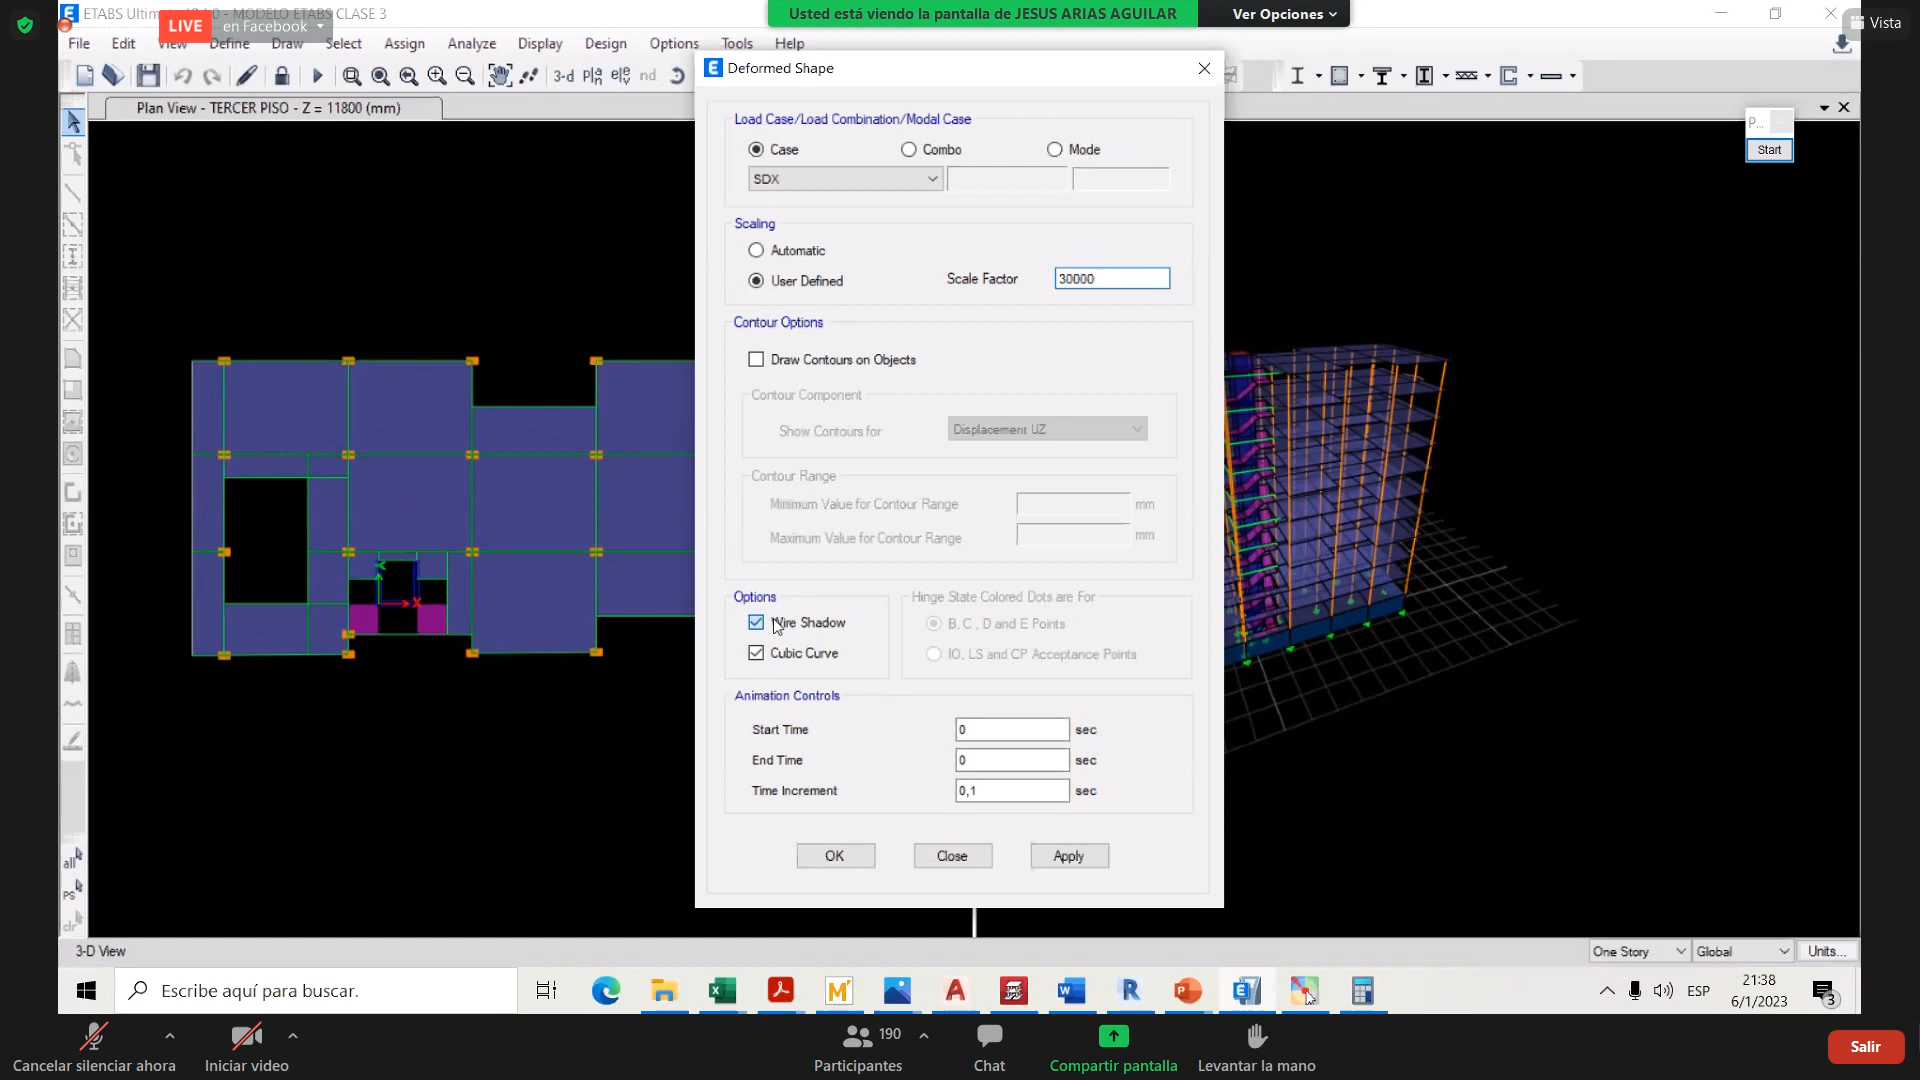 ETABS Ultim
MODELO ETABS CLASE 3
LIVE
en Facebook
Usted está viendo la pantalla de JESUS ARIAS AGUILAR
Ver Opciones
Vista
File Edit View Define Draw Select Assign Analyze Display Design Options Tools Help
3-d
nd
Plan View - TERCER PISO - Z = 11800 (mm)
P...
Start
Deformed Shape
Load Case/Load Combination/Modal Case
Case Combo Mode
SDX
Scaling
Automatic
User Defined Scale Factor 30000
Contour Options
Draw Contours on Objects
Contour Component
Show Contours for Displacement UZ
Contour Range
Minimum Value for Contour Range mm
Maximum Value for Contour Range mm
Options
Wire Shadow
Cubic Curve
Hinge State Colored Dots are For
B, C , D and E Points
IO, LS and CP Acceptance Points
Animation Controls
Start Time 0 sec
End Time 0 sec
Time Increment 0,1 sec
OK Close Apply
X
all
PS
clr
3-D View
One Story Global Units...
Escribe aquí para buscar.
ESP
21:38
6/1/2023
3
Cancelar silenciar ahora
Iniciar video
190
Participantes
Chat
Compartir pantalla
Levantar la mano
Salir